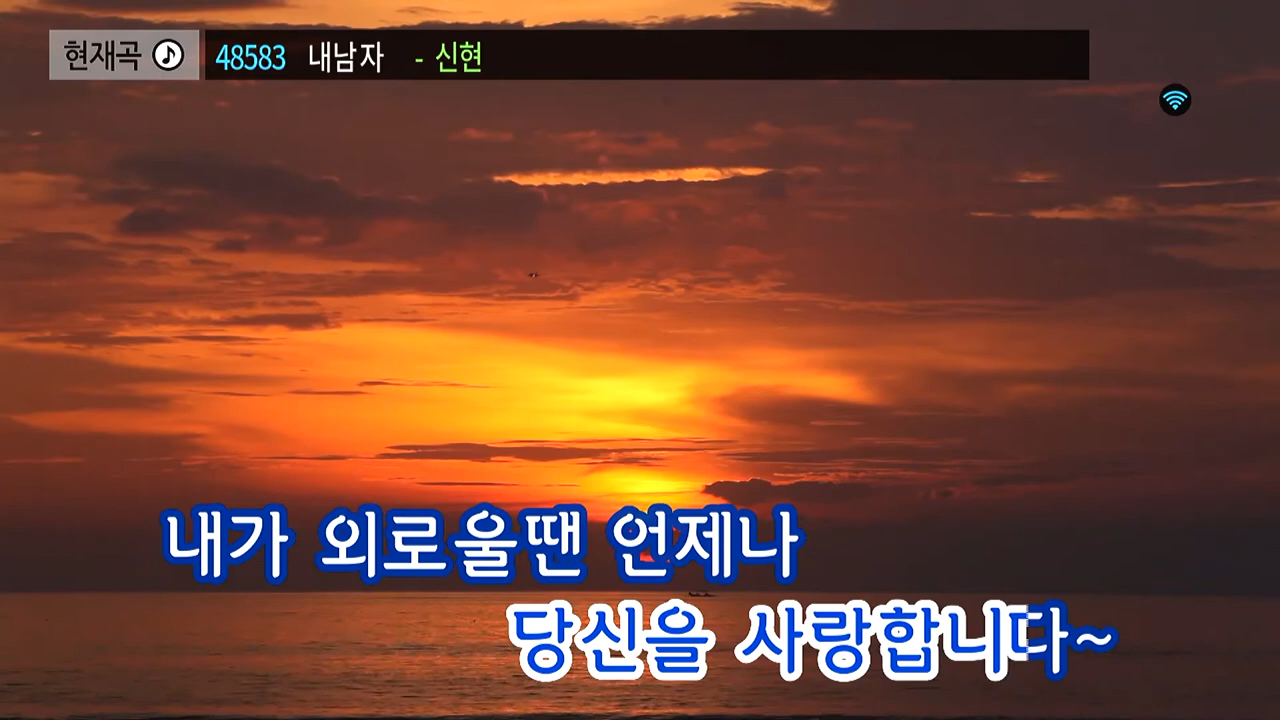 현재곡 48583 내남자 - 신현
내가 외로울땐 언제나
당신을 사랑합니다~